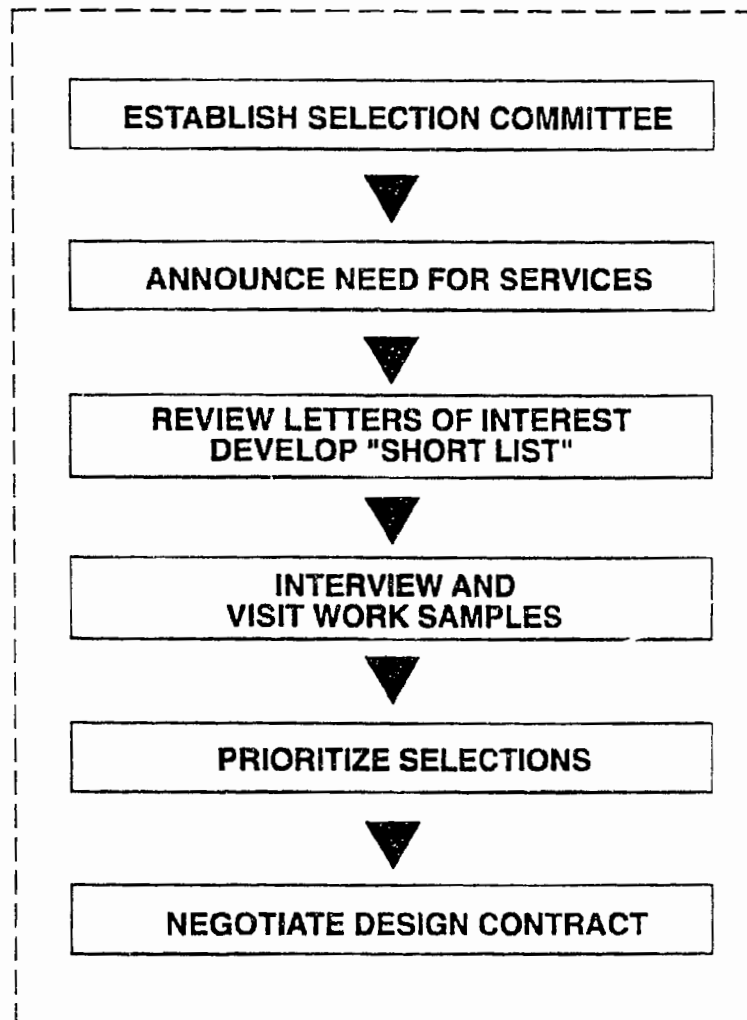 ESTABLISH SELECTION COMMITTEE
ANNOUNCE NEED FOR SERVICES
REVIEW LETTERS OF INTEREST
DEVELOP "SHORT LIST"
INTERVIEW AND
VISIT WORK SAMPLES
PRIORITIZE SELECTIONS
NEGOTIATE DESIGN CONTRACT